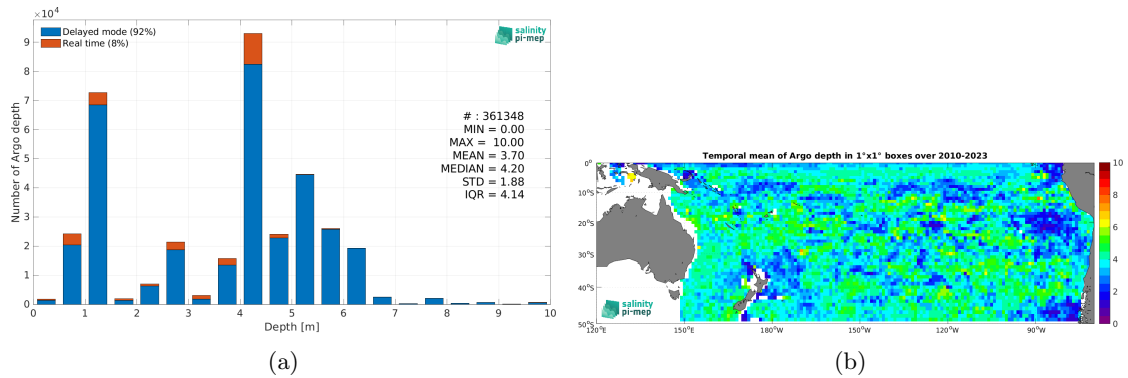 ×10⁴
Delayed mode (92%)
Real time (8%)
salinity
pi-mep
9
8
7
6
5
4
3
2
1
0
Number of Argo depth
# : 361348
MIN = 0.00
MAX = 10.00
MEAN = 3.70
MEDIAN = 4.20
STD = 1.88
IQR = 4.14
0 1 2 3 4 5 6 7 8 9 10
Depth [m]
(a)
Temporal mean of Argo depth in 1°x1° boxes over 2010-2023
0°
10°S
20°S
30°S
40°S
50°S
120°E 150°E 180°W 150°W 120°W 90°W
salinity
pi-mep
10
8
6
4
2
0
(b)